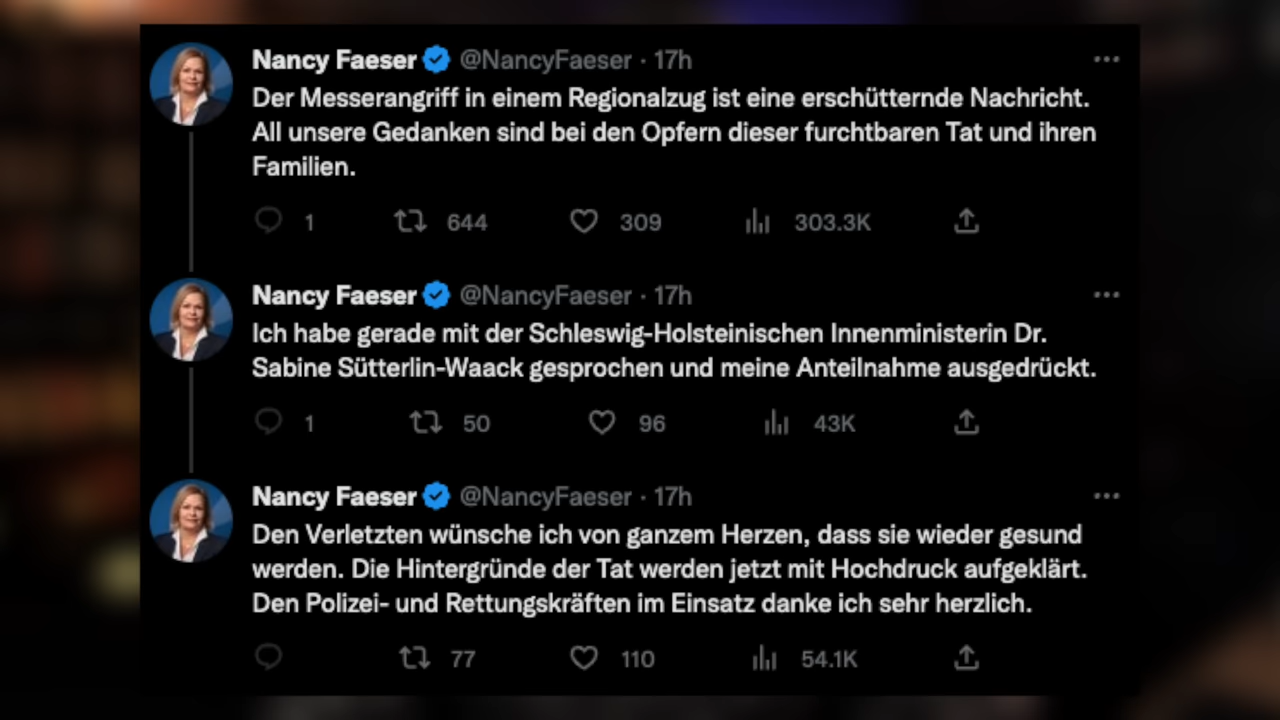 Nancy Faeser @NancyFaeser · 17h
Der Messerangriff in einem Regionalzug ist eine erschütternde Nachricht.
All unsere Gedanken sind bei den Opfern dieser furchtbaren Tat und ihren
Familien.
1 644 309 303.3K
Nancy Faeser @NancyFaeser · 17h
Ich habe gerade mit der Schleswig-Holsteinischen Innenministerin Dr.
Sabine Sütterlin-Waack gesprochen und meine Anteilnahme ausgedrückt.
1 50 96 43K
Nancy Faeser @NancyFaeser · 17h
Den Verletzten wünsche ich von ganzem Herzen, dass sie wieder gesund
werden. Die Hintergründe der Tat werden jetzt mit Hochdruck aufgeklärt.
Den Polizei- und Rettungskräften im Einsatz danke ich sehr herzlich.
77 110 54.1K